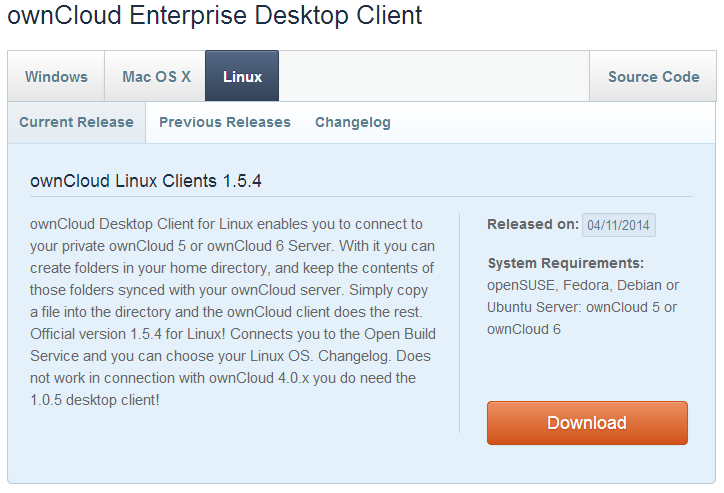 ownCloud Enterprise Desktop Client
Windows Mac OS X Linux Source Code
Current Release Previous Releases Changelog
ownCloud Linux Clients 1.5.4
ownCloud Desktop Client for Linux enables you to connect to
your private ownCloud 5 or ownCloud 6 Server. With it you can
create folders in your home directory, and keep the contents of
those folders synced with your ownCloud server. Simply copy
a file into the directory and the ownCloud client does the rest.
Official version 1.5.4 for Linux! Connects you to the Open Build
Service and you can choose your Linux OS. Changelog. Does
not work in connection with ownCloud 4.0.x you do need the
1.0.5 desktop client!
Released on: 04/11/2014
System Requirements:
openSUSE, Fedora, Debian or
Ubuntu Server: ownCloud 5 or
ownCloud 6
Download